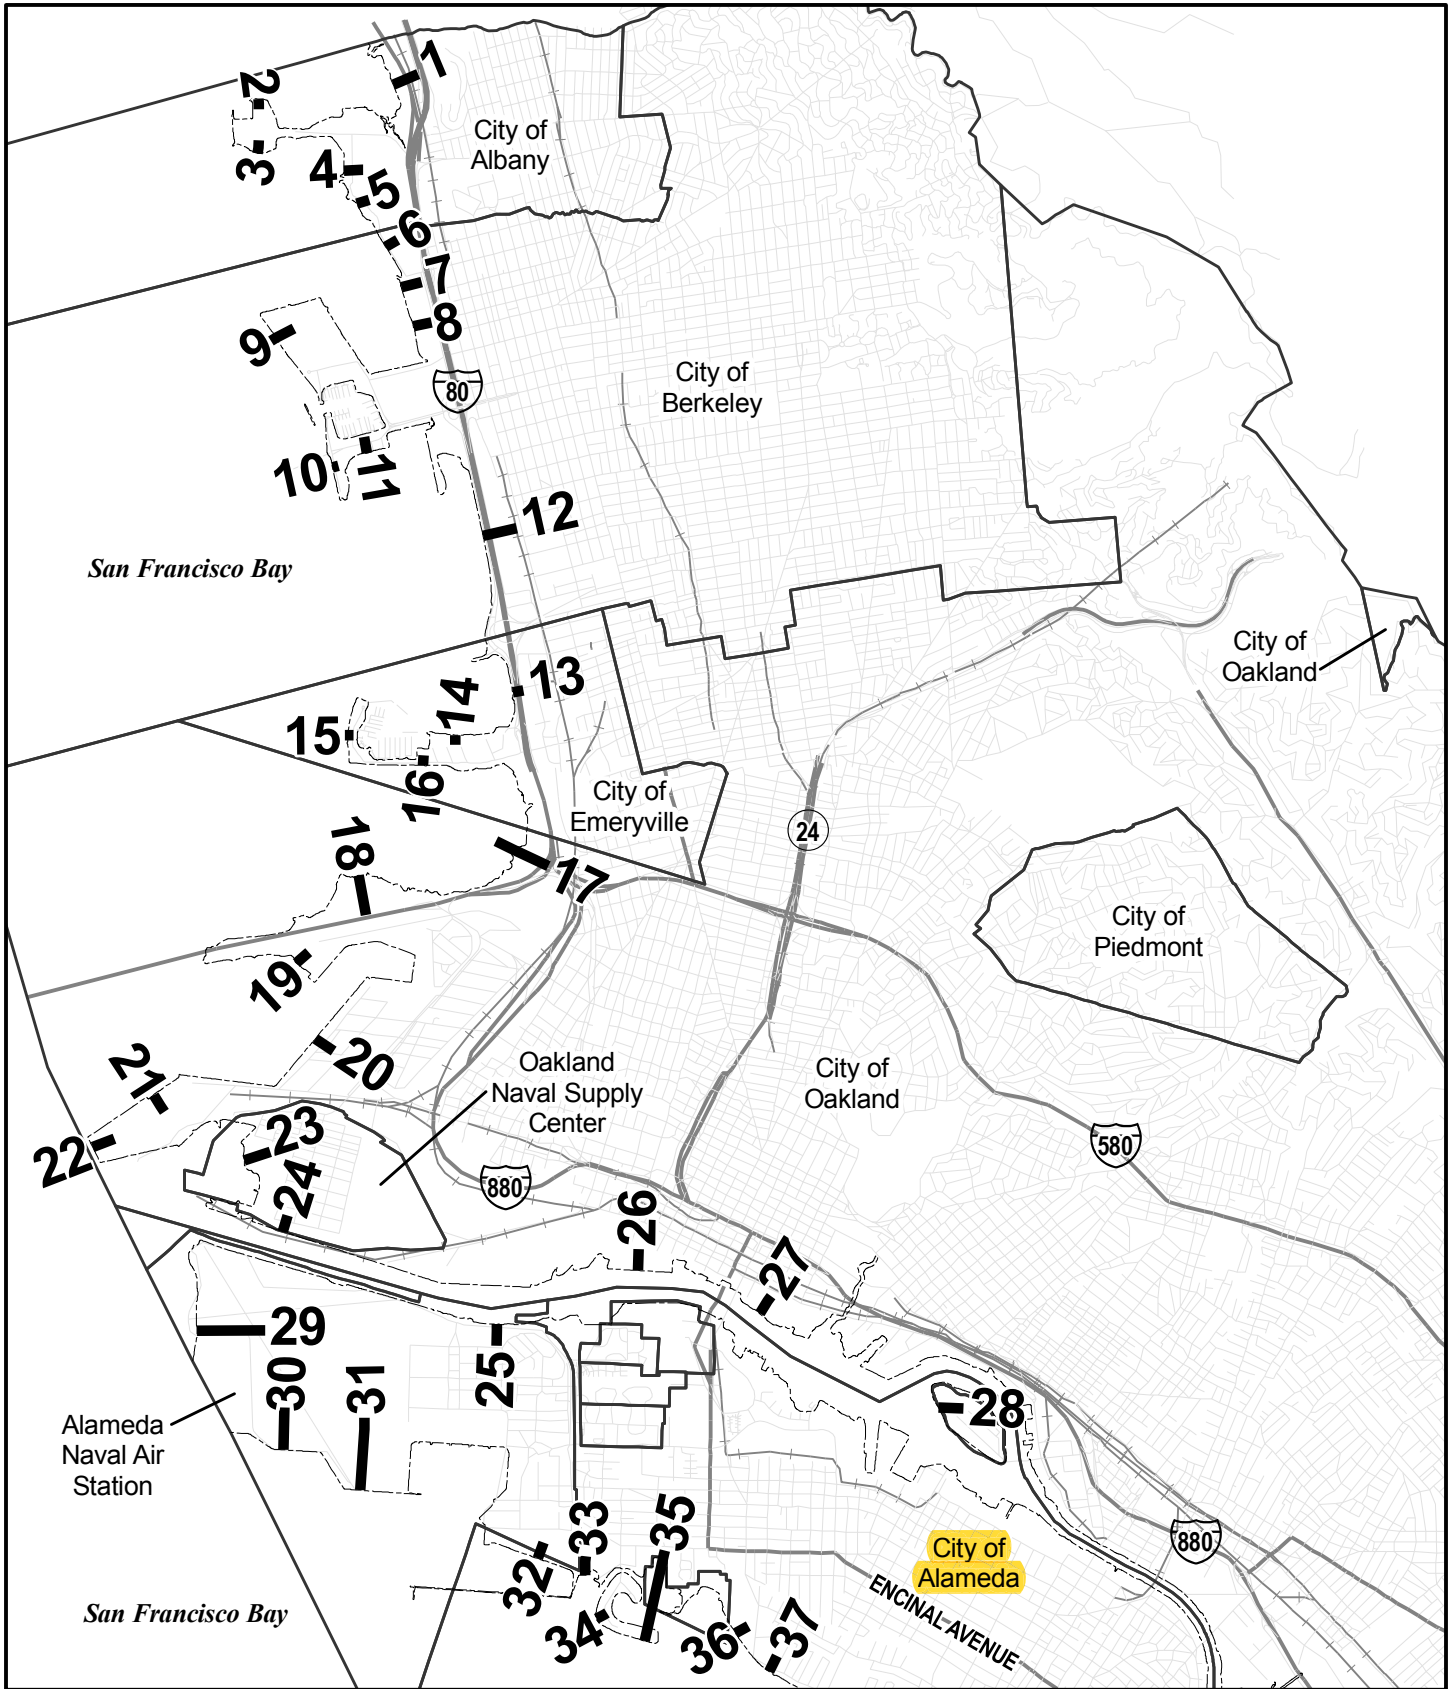 1
2
City of
Albany
3
4
5
6
7
8
9
80
City of
Berkeley
10
11
12
San Francisco Bay
City of
Oakland
13
14
15
16
City of
Emeryville
24
18
17
City of
Piedmont
19
20
21
Oakland
Naval Supply
Center
City of
Oakland
22
23
24
580
880
26
27
29
25
30
31
28
Alameda
Naval Air
Station
33
35
32
34
36
37
880
City of
Alameda
ENCINAL AVENUE
San Francisco Bay